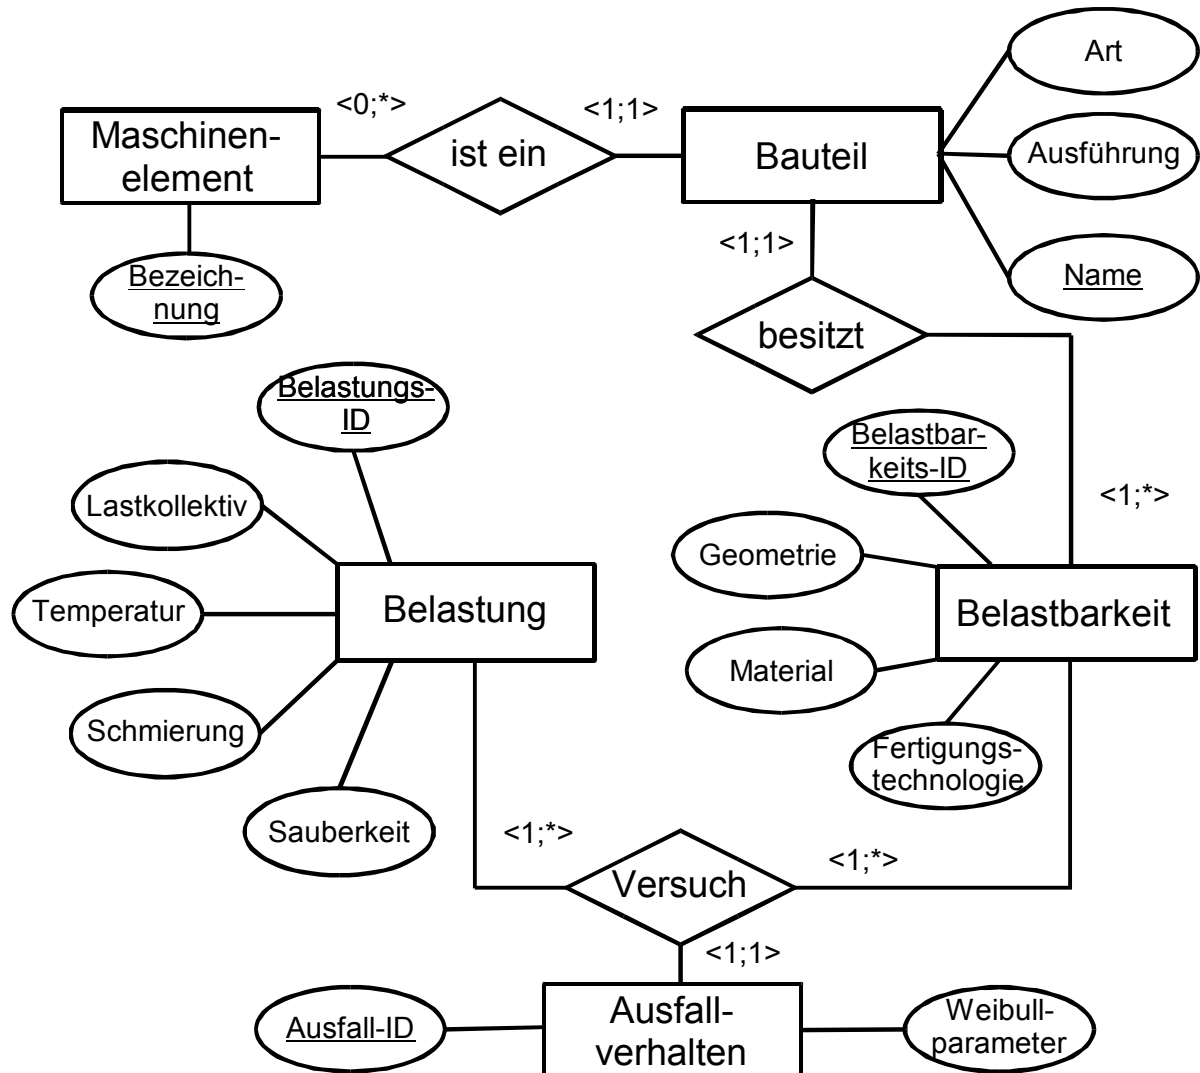 Art
<0;*>
<1;1>
Maschinen-
element
ist ein
Bauteil
Ausführung
<1;1>
Bezeich-
nung
Name
besitzt
Belastungs-
ID
Belastbar-
keits-ID
Lastkollektiv
<1;*>
Geometrie
Temperatur
Belastung
Belastbarkeit
Material
Schmierung
Fertigungs-
technologie
Sauberkeit
<1;*>
<1;*>
Versuch
<1;1>
Ausfall-ID
Ausfall-
verhalten
Weibull-
parameter